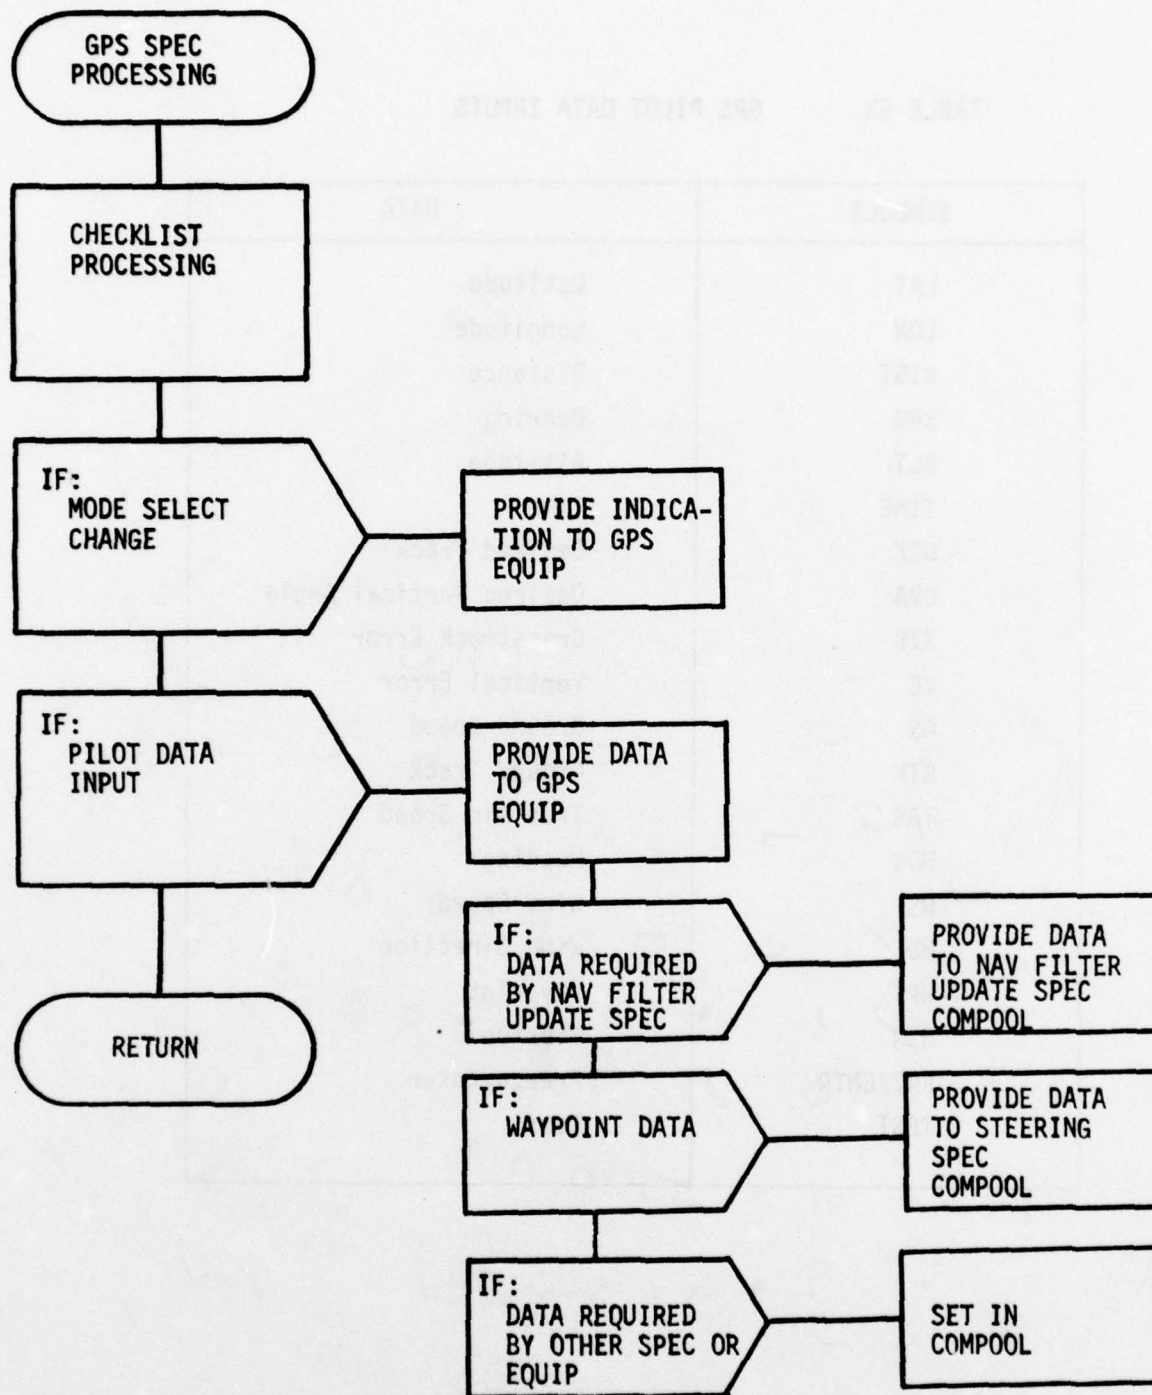 GPS SPEC
PROCESSING
CHECKLIST
PROCESSING
IF:
MODE SELECT
CHANGE
PROVIDE INDICA-
TION TO GPS
EQUIP
IF:
PILOT DATA
INPUT
PROVIDE DATA
TO GPS
EQUIP
IF:
DATA REQUIRED
BY NAV FILTER
UPDATE SPEC
PROVIDE DATA
TO NAV FILTER
UPDATE SPEC
COMPOOL
RETURN
IF:
WAYPOINT DATA
PROVIDE DATA
TO STEERING
SPEC
COMPOOL
IF:
DATA REQUIRED
BY OTHER SPEC OR
EQUIP
SET IN
COMPOOL